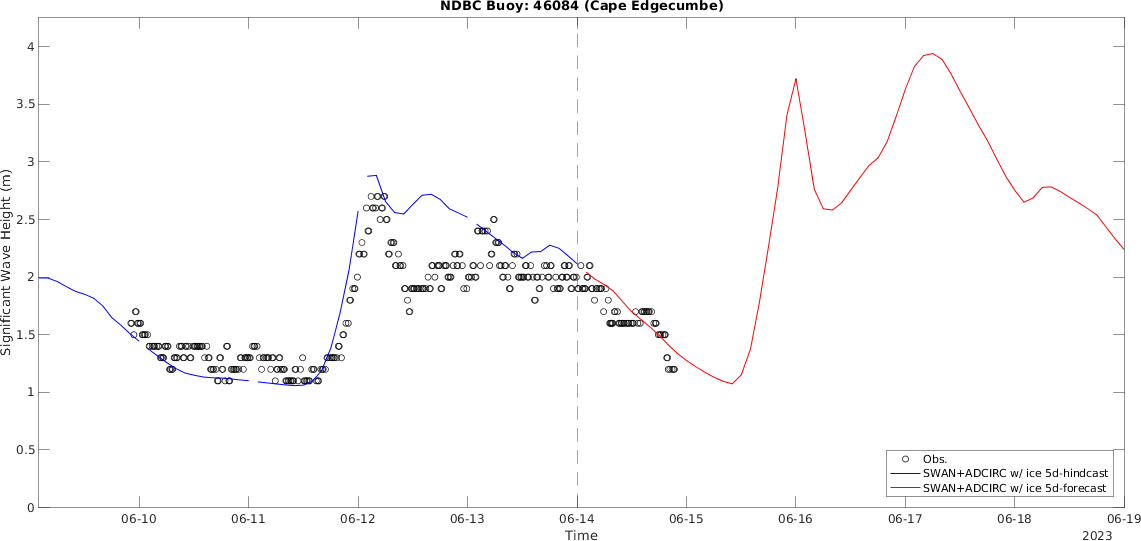 NDBC Buoy: 46084 (Cape Edgecumbe)
Significant Wave Height (m)
4
3.5
3
2.5
2
1.5
1
0.5
0
Obs.
SWAN+ADCIRC w/ ice 5d-hindcast
SWAN+ADCIRC w/ ice 5d-forecast
06-10 06-11 06-12 06-13 06-14 06-15 06-16 06-17 06-18 06-19
Time
2023